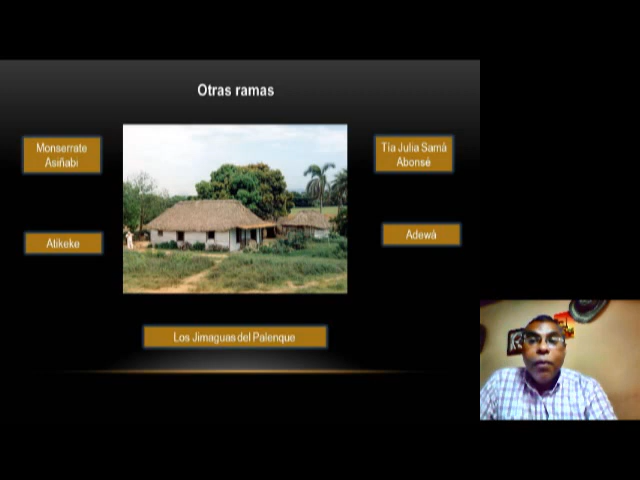 Otras ramas
Monserrate
Asiñabi
Tía Julia Samá
Abonsé
Atikeke
Adewá
Los Jimaguas del Palenque